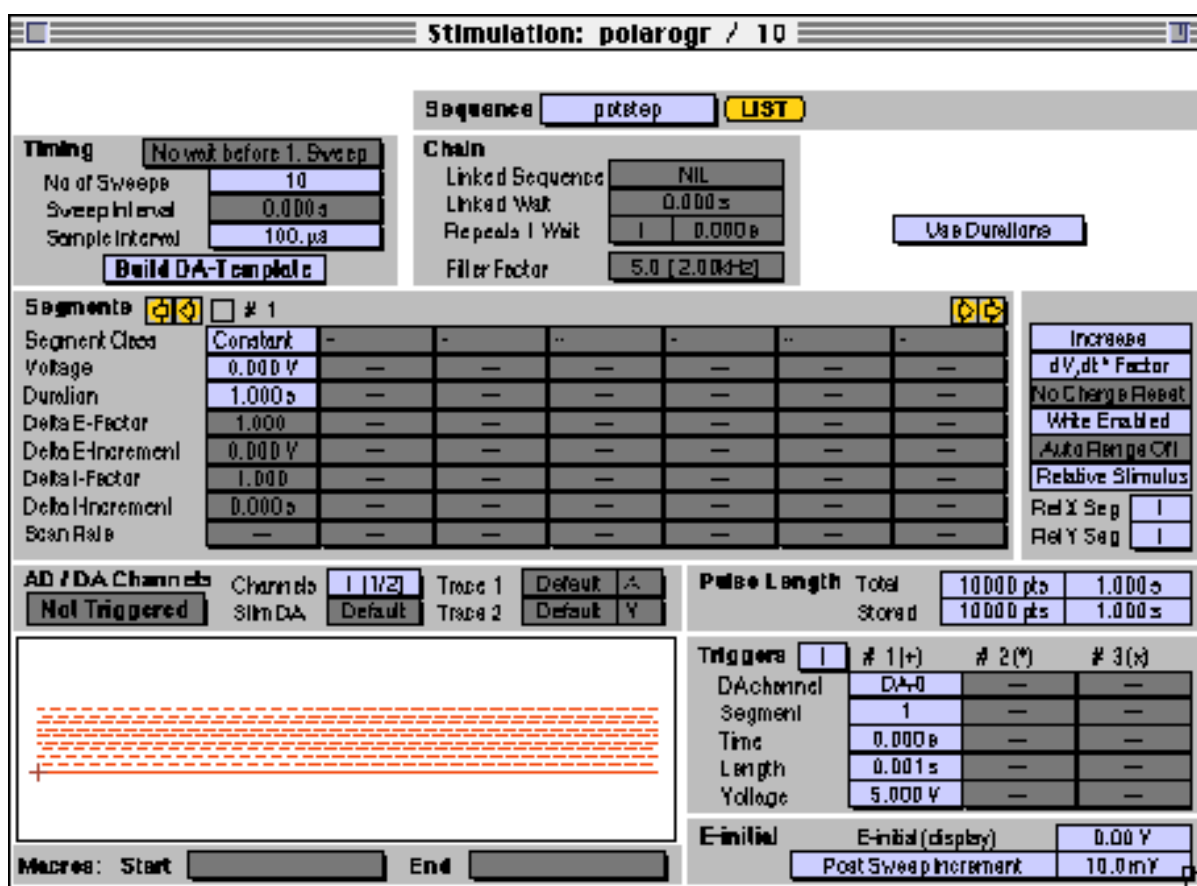 Stimulation: polarogr / 10
Sequence potstep LIST
Timing No wait before 1. Sweep
No of Sweeps 10
Sweep Interval 0.000 s
Sample Interval 100. µs
Build DA-Template
Chain
Linked Sequence NIL
Linked Wait 0.000 s
Repeats / Wait 1 0.000 s
Filter Factor 5.0 [2.00kHz]
Use Durations
Segments # 1
Segment Class Constant - - - - - -
Voltage 0.000 V — — — — — —
Duration 1.000 s — — — — — —
Delta E-Factor 1.000 — — — — — —
Delta E-Increment 0.000 V — — — — — —
Delta t-Factor 1.000 — — — — — —
Delta t-Increment 0.000 s — — — — — —
Scan Rate — — — — — — —
Increase
dV,dt * Factor
No Charge Reset
Write Enabled
Auto Range Off
Relative Stimulus
Rel X Seg 1
Rel Y Seg 1
AD / DA Channels
Not Triggered
Channels 1 [1/2] Trace 1 Default A
Stim DA Default Trace 2 Default V
Pulse Length Total 10000 pts 1.000 s
Stored 10000 pts 1.000 s
Triggers 1 # 1(+) # 2(*) # 3(x)
DA channel DA-0 — —
Segment 1 — —
Time 0.000 s — —
Length 0.001 s — —
Voltage 5.000 V — —
E-initial E-initial (display) 0.00 V
Post Sweep Increment 10.0 mV
Macros: Start End